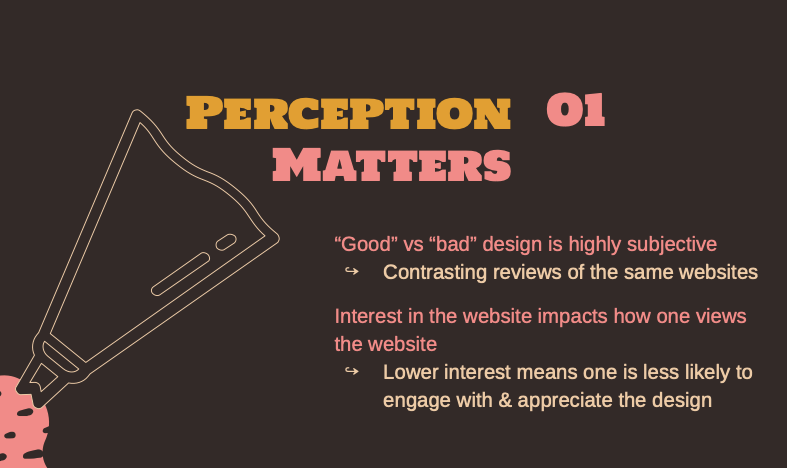 PERCEPTION 01
MATTERS
“Good” vs “bad” design is highly subjective
↪ Contrasting reviews of the same websites
Interest in the website impacts how one views
the website
↪ Lower interest means one is less likely to
engage with & appreciate the design